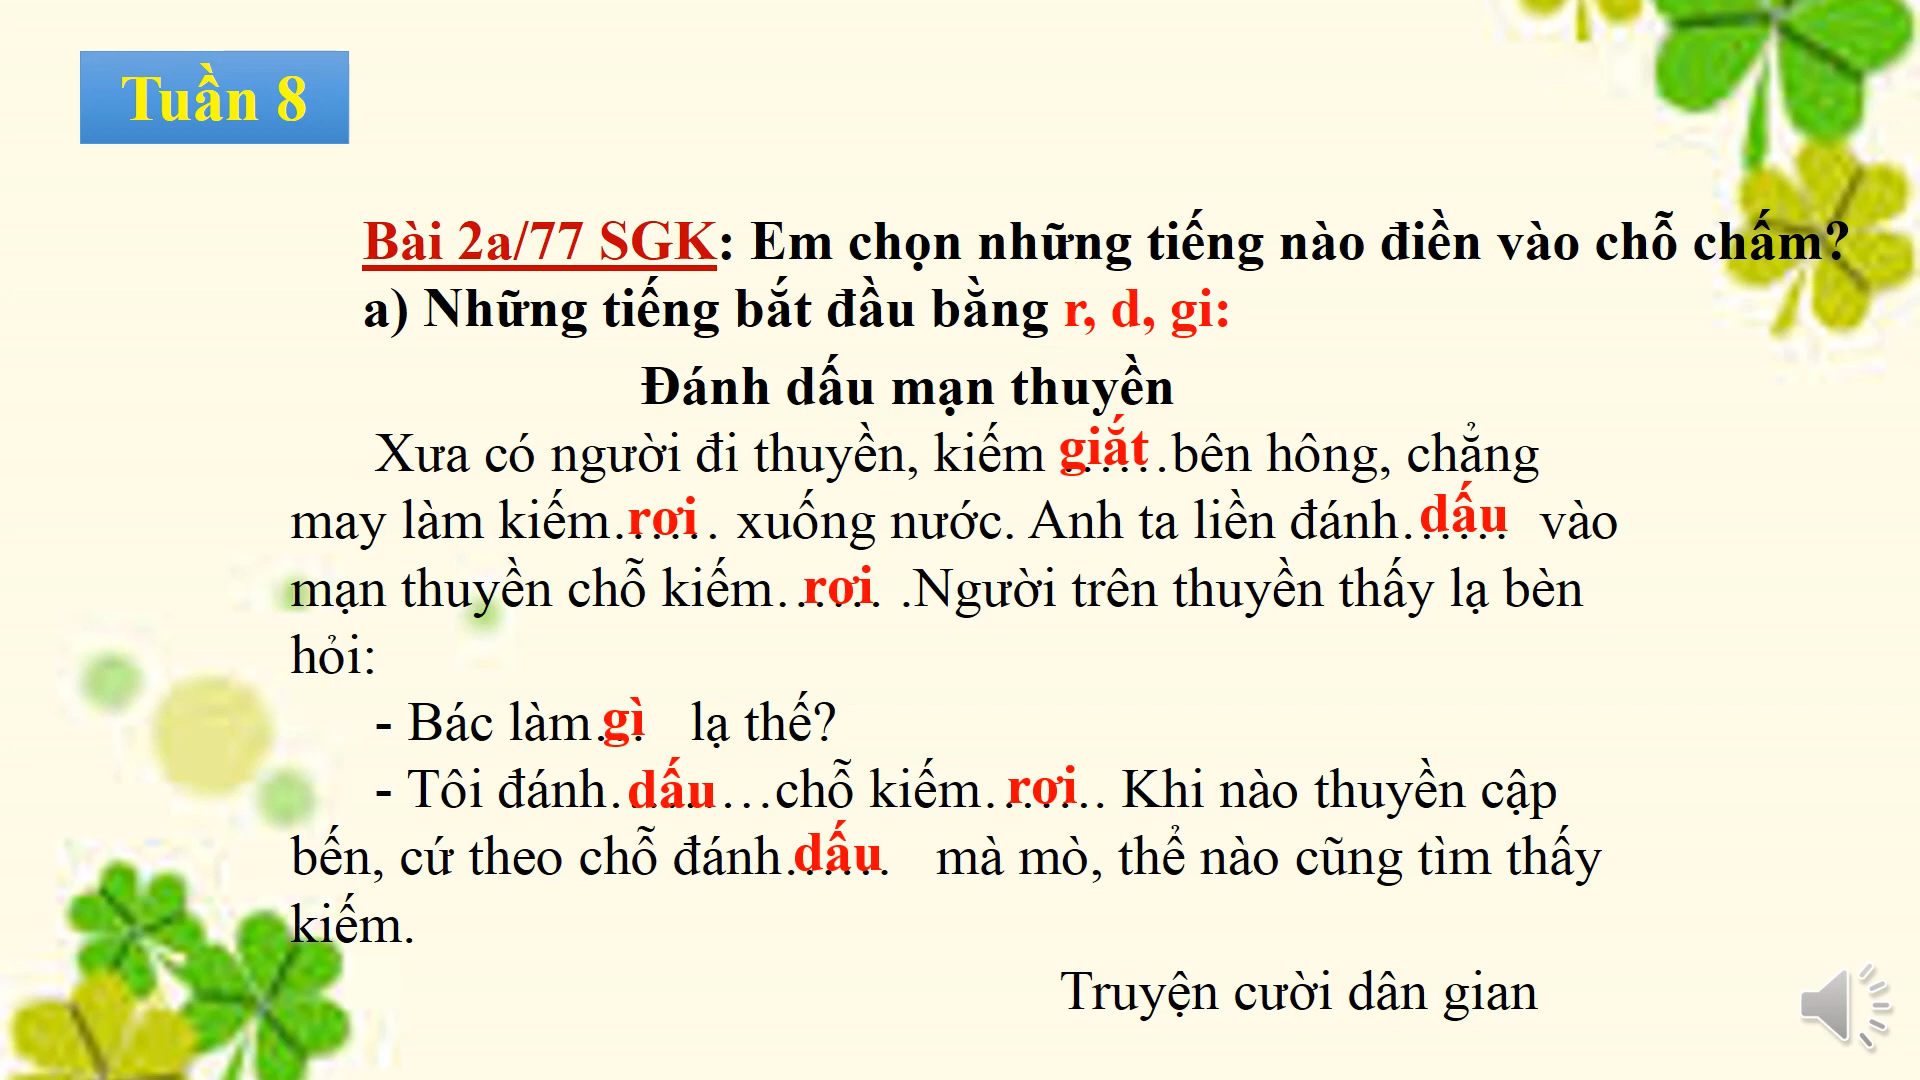 Tuần 8
Bài 2a/77 SGK: Em chọn những tiếng nào điền vào chỗ chấm?
a) Những tiếng bắt đầu bằng r, d, gi:
Đánh dấu mạn thuyền
Xưa có người đi thuyền, kiếm giắt bên hông, chẳng
may làm kiếm rơi xuống nước. Anh ta liền đánh dấu vào
mạn thuyền chỗ kiếm rơi .Người trên thuyền thấy lạ bèn
hỏi:
- Bác làm gì lạ thế?
- Tôi đánh dấu chỗ kiếm rơi. Khi nào thuyền cập
bến, cứ theo chỗ đánh dấu mà mò, thể nào cũng tìm thấy
kiếm.
Truyện cười dân gian